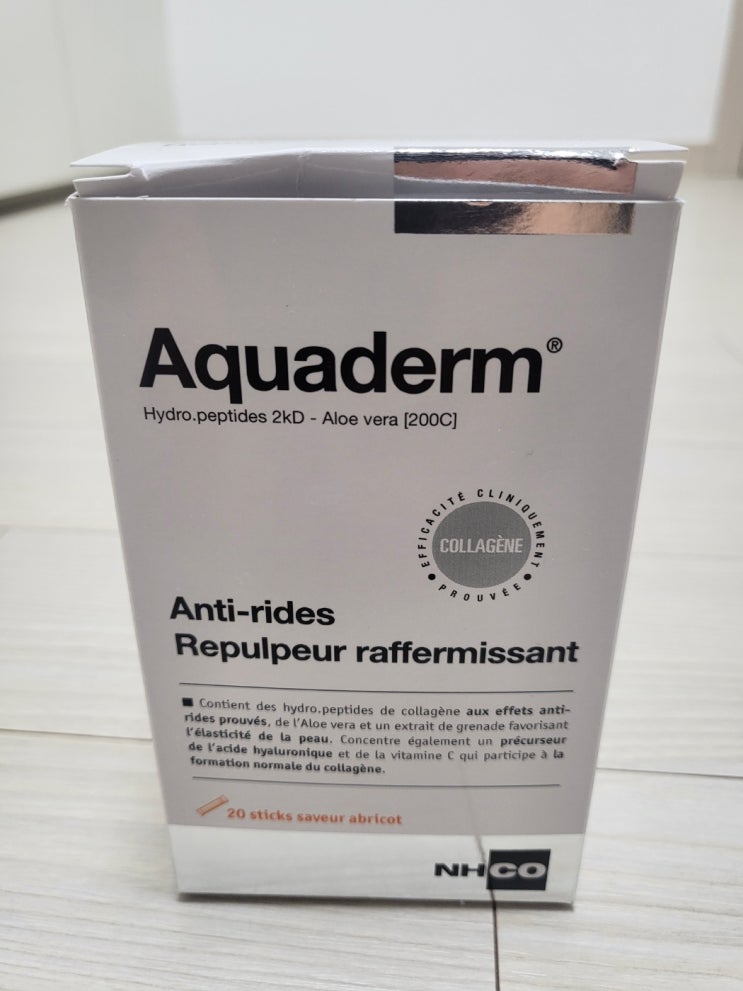 Aquaderm®
Hydro.peptides 2kD - Aloe vera [200C]
EFFICACITÉ CLINIQUEMENT
COLLAGÈNE
• PROUVÉE •
Anti-rides
Repulpeur raffermissant
■ Contient des hydro.peptides de collagène aux effets anti-
rides prouvés, de l'Aloe vera et un extrait de grenade favorisant
l'élasticité de la peau. Concentre également un précurseur
de l'acide hyaluronique et de la vitamine C qui participe à la
formation normale du collagène.
20 sticks saveur abricot
NHCO